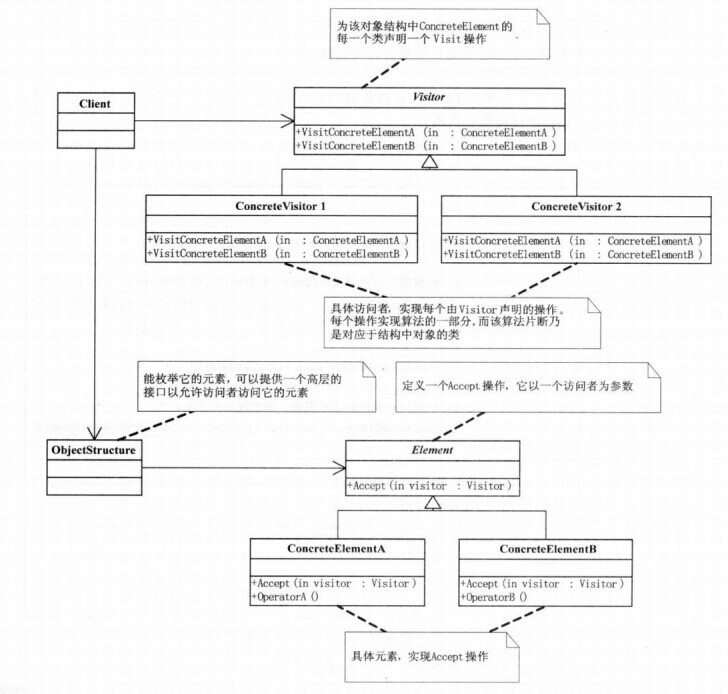 为该对象结构中ConcreteElement的
每一个类声明一个 Visit 操作
Client
Visitor
+VisitConcreteElementA (in : ConcreteElementA)
+VisitConcreteElementB (in : ConcreteElementB)
ConcreteVisitor 1
+VisitConcreteElementA (in : ConcreteElementA)
+VisitConcreteElementB (in : ConcreteElementB)
ConcreteVisitor 2
+VisitConcreteElementA (in : ConcreteElementA)
+VisitConcreteElementB (in : ConcreteElementB)
具体访问者，实现每个由Visitor声明的操作。
每个操作实现算法的一部分，而该算法片断乃
是对应于结构中对象的类
能枚举它的元素，可以提供一个高层的
接口以允许访问者访问它的元素
定义一个Accept操作，它以一个访问者为参数
ObjectStructure
Element
+Accept(in visitor : Visitor)
ConcreteElementA
+Accept(in visitor : Visitor)
+OperatorA()
ConcreteElementB
+Accept(in visitor : Visitor)
+OperatorB()
具体元素，实现Accept操作